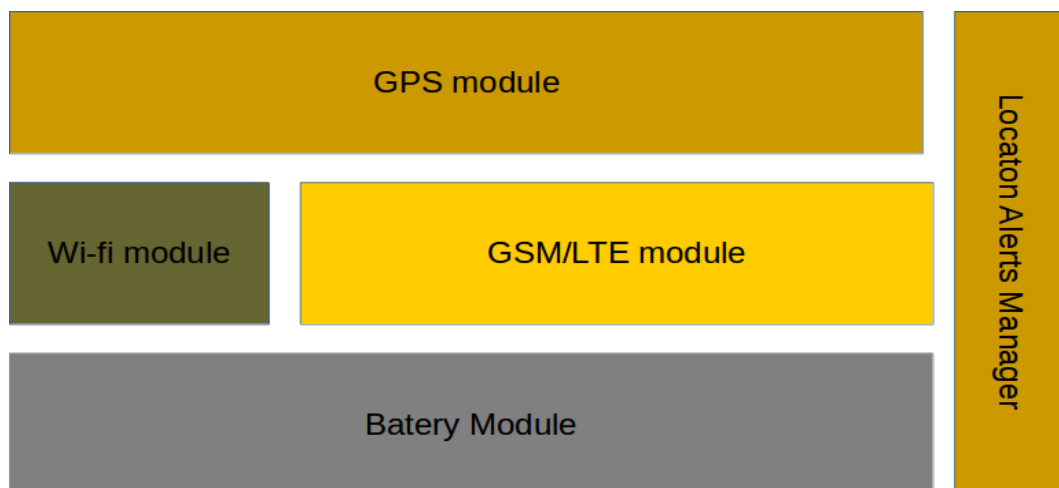 GPS module
Wi-fi module
GSM/LTE module
Batery Module
Locaton Alerts Manager